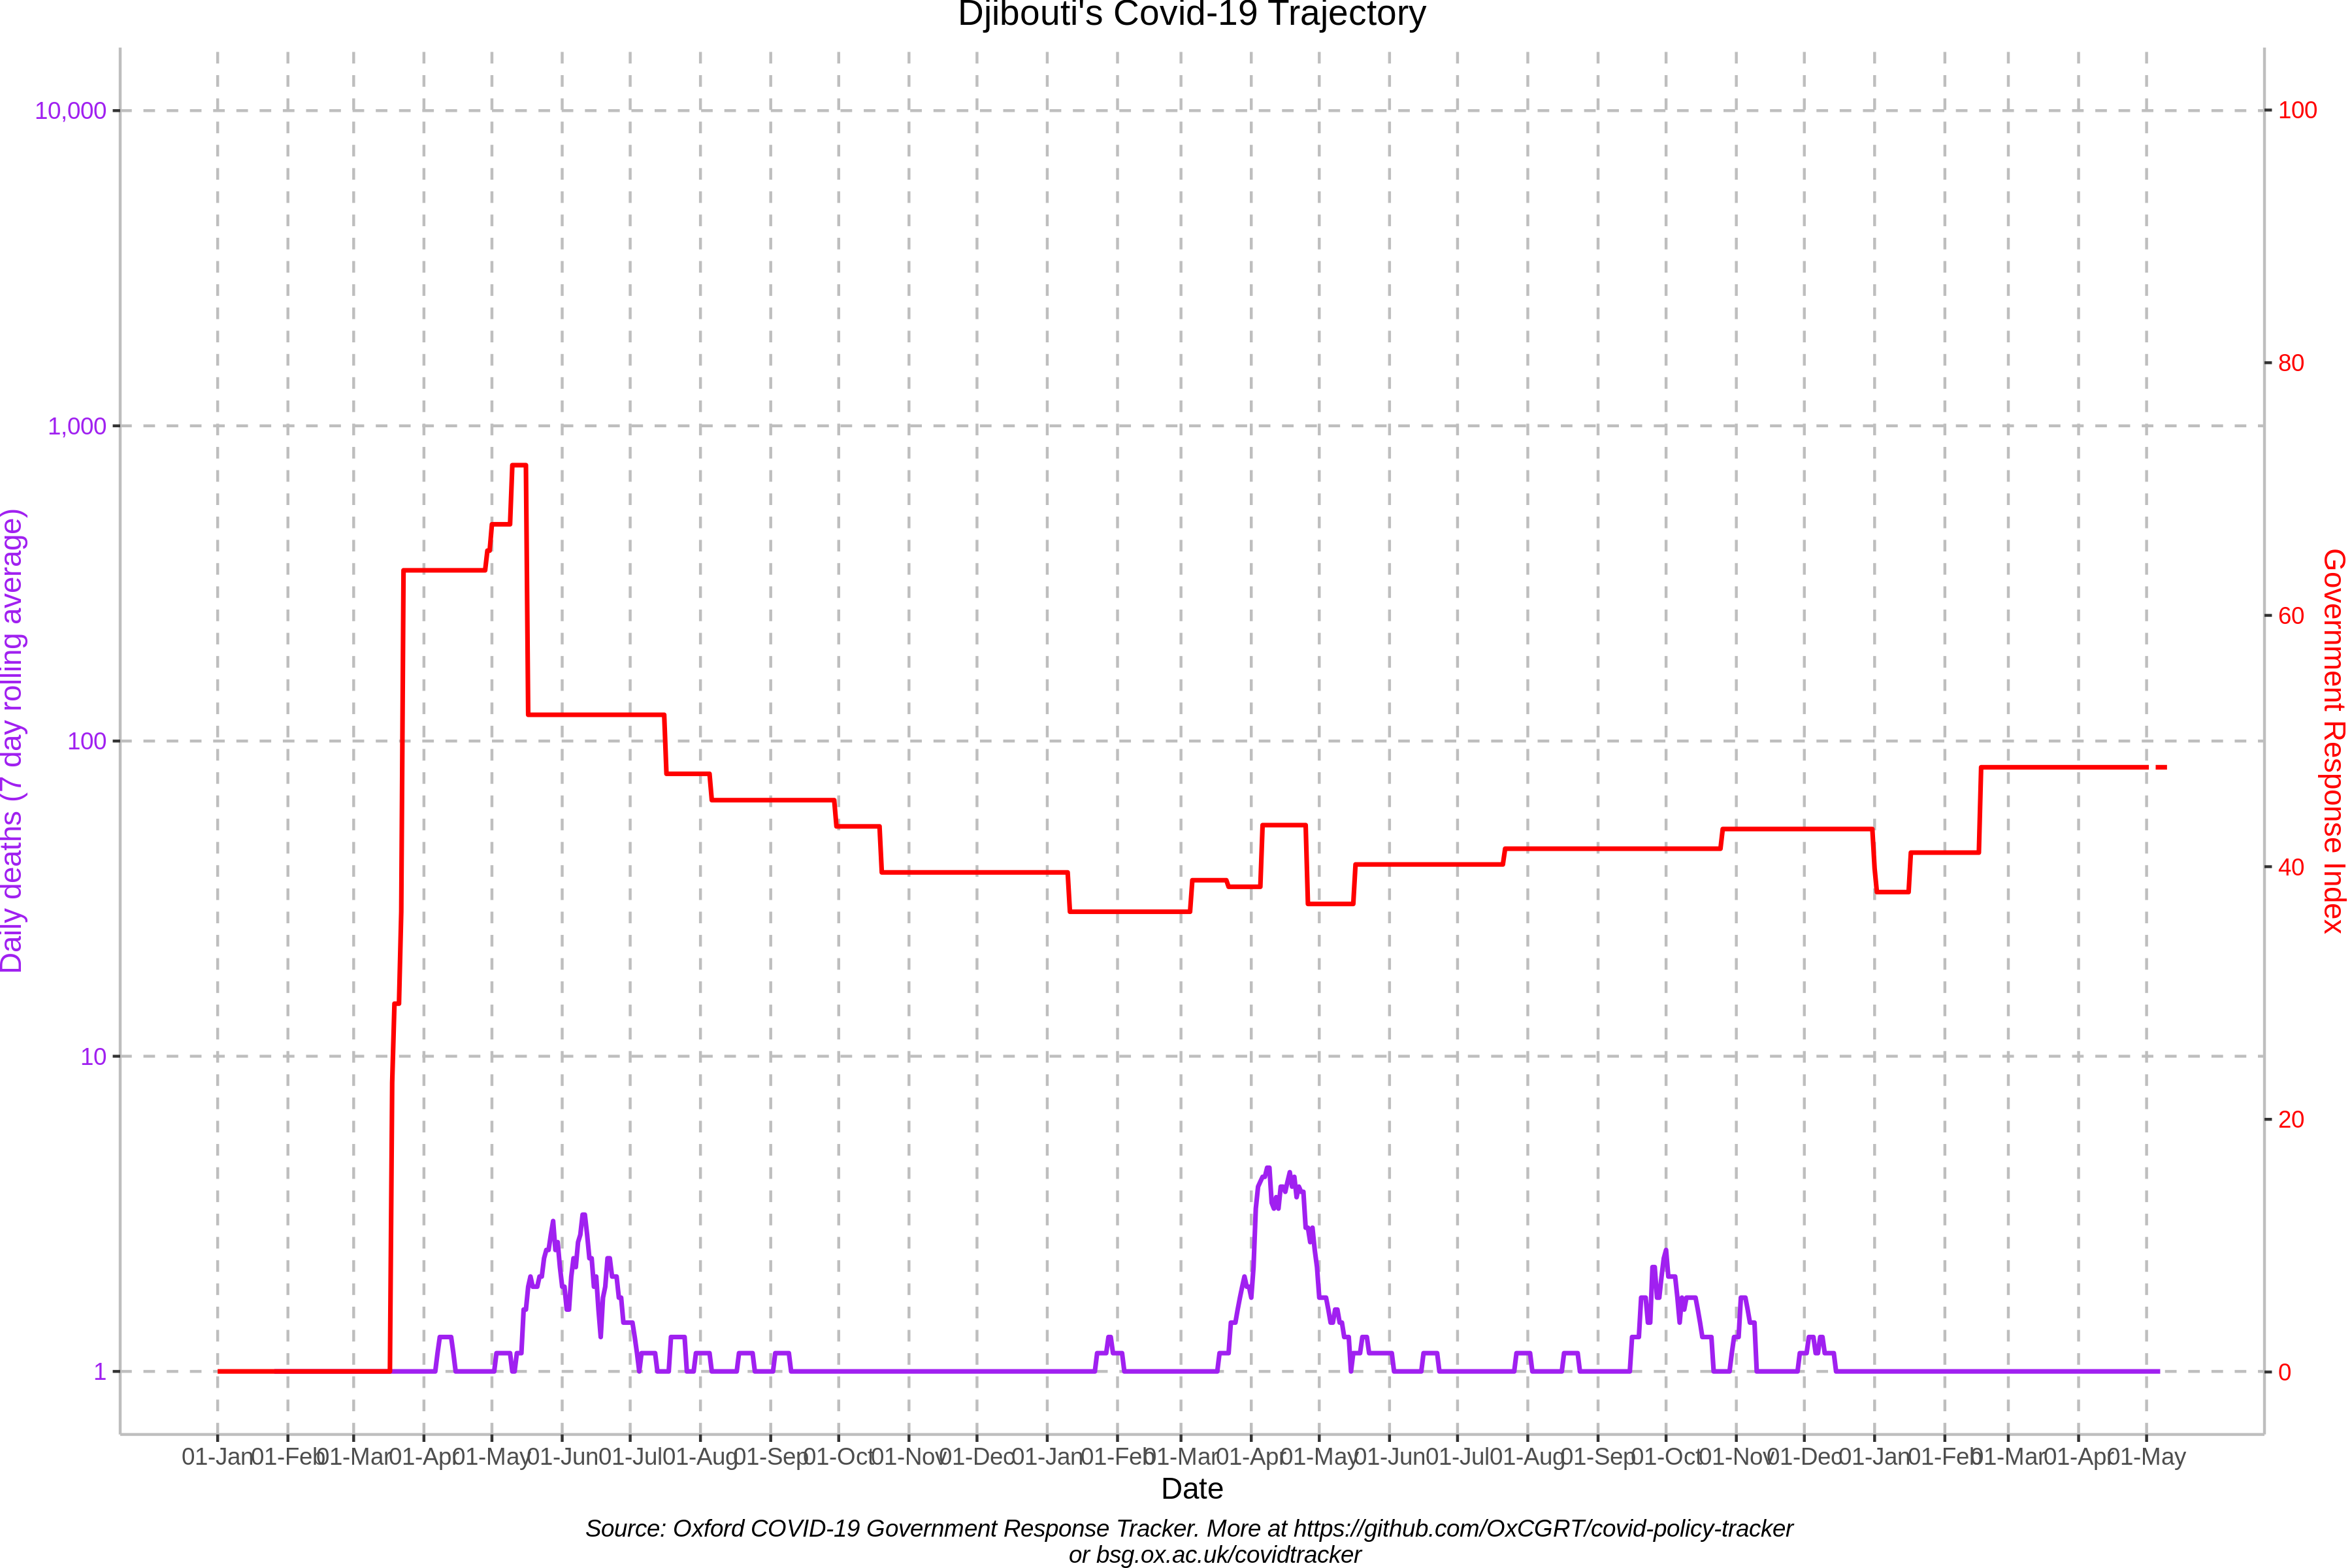 Djibouti's Covid-19 Trajectory
10,000
1,000
100
10
1
Daily deaths (7 day rolling average)
100
80
60
40
20
0
Government Response Index
01-Jan 01-Feb 01-Mar 01-Apr 01-May 01-Jun 01-Jul 01-Aug 01-Sep 01-Oct 01-Nov 01-Dec 01-Jan 01-Feb 01-Mar 01-Apr 01-May 01-Jun 01-Jul 01-Aug 01-Sep 01-Oct 01-Nov 01-Dec 01-Jan 01-Feb 01-Mar 01-Apr 01-May
Date
Source: Oxford COVID-19 Government Response Tracker. More at https://github.com/OxCGRT/covid-policy-tracker
or bsg.ox.ac.uk/covidtracker